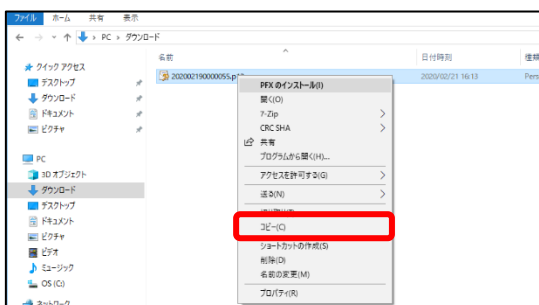 ファイル ホーム 共有 表示
PC › ダウンロード
名前 日付時刻 種類
クイック アクセス
デスクトップ
ダウンロード
ドキュメント
ピクチャ
PC
3D オブジェクト
ダウンロード
デスクトップ
ドキュメント
ピクチャ
ビデオ
ミュージック
OS (C:)
202002190000055.p 2020/02/21 16:13 Pers
PFX のインストール(I)
開く(O)
7-Zip
CRC SHA
共有
プログラムから開く(H)...
アクセスを許可する(G)
送る(N)
コピー(C)
ショートカットの作成(S)
削除(D)
名前の変更(M)
プロパティ(R)